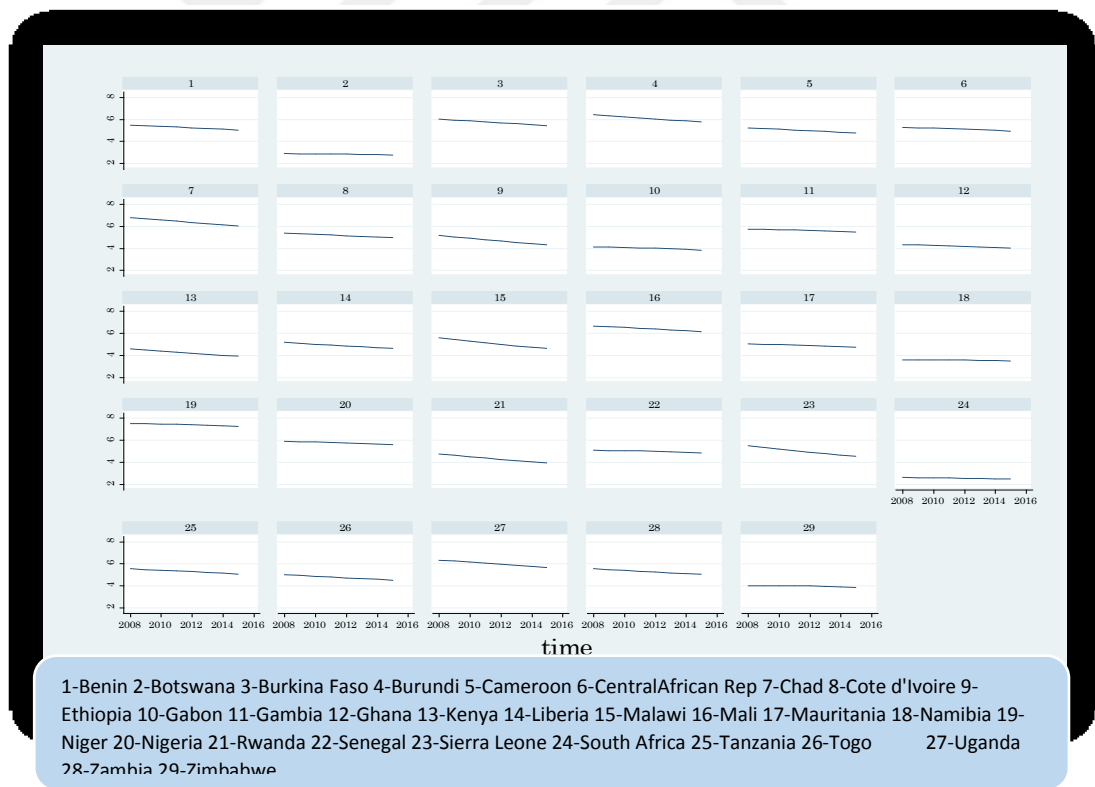 1 2 3 4 5 6
8
6
4
2
7 8 9 10 11 12
8
6
4
2
13 14 15 16 17 18
8
6
4
2
19 20 21 22 23 24
8
6
4
2
2008 2010 2012 2014 2016
25 26 27 28 29
8
6
4
2
2008 2010 2012 2014 2016 2008 2010 2012 2014 2016 2008 2010 2012 2014 2016 2008 2010 2012 2014 2016 2008 2010 2012 2014 2016
time
1-Benin 2-Botswana 3-Burkina Faso 4-Burundi 5-Cameroon 6-CentralAfrican Rep 7-Chad 8-Cote d'Ivoire 9-
Ethiopia 10-Gabon 11-Gambia 12-Ghana 13-Kenya 14-Liberia 15-Malawi 16-Mali 17-Mauritania 18-Namibia 19-
Niger 20-Nigeria 21-Rwanda 22-Senegal 23-Sierra Leone 24-South Africa 25-Tanzania 26-Togo 27-Uganda
28-Zambia 29-Zimbabwe